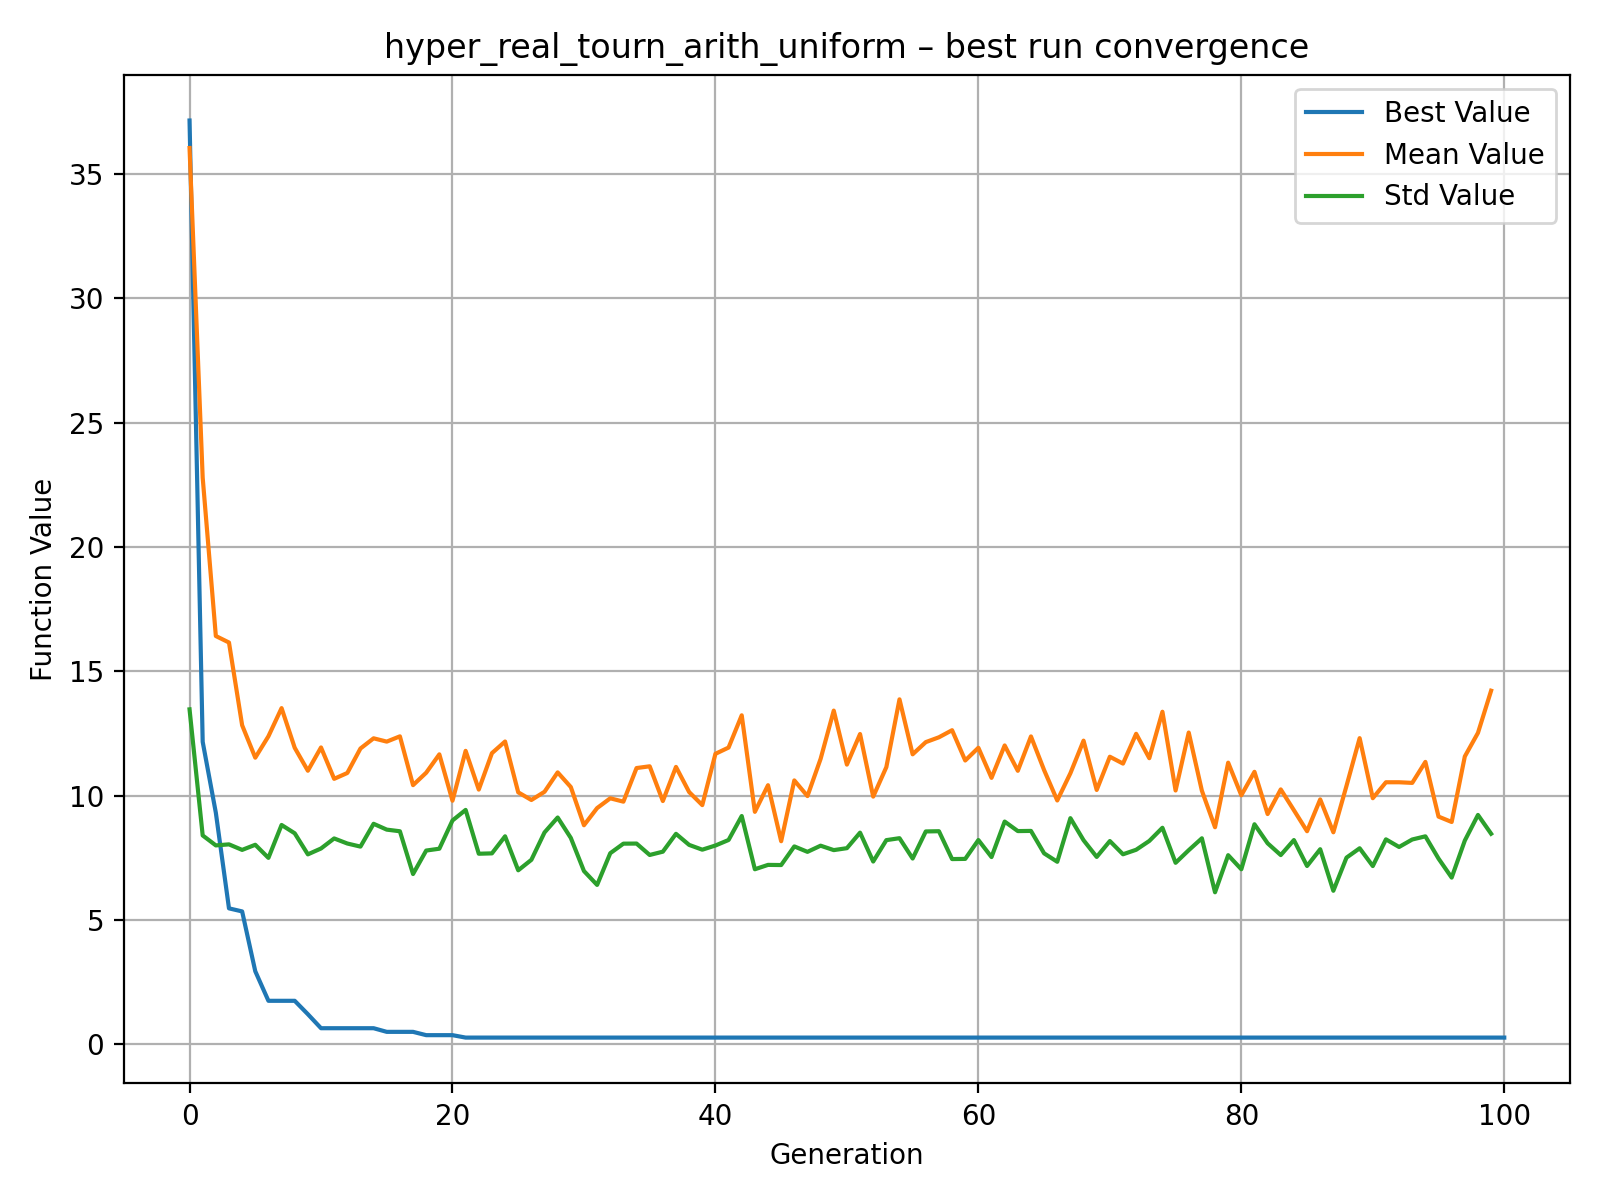 hyper_real_tourn_arith_uniform – best run convergence
Best Value
Mean Value
Std Value
Function Value
35
30
25
20
15
10
5
0
0 20 40 60 80 100
Generation